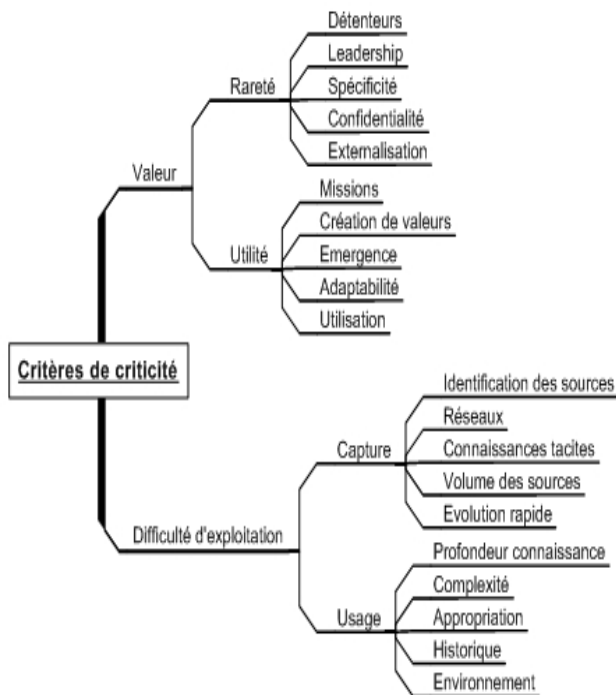 Détenteurs
Leadership
Rareté
Spécificité
Confidentialité
Externalisation
Valeur
Missions
Création de valeurs
Utilité
Emergence
Adaptabilité
Utilisation
Critères de criticité
Identification des sources
Réseaux
Capture
Connaissances tacites
Volume des sources
Evolution rapide
Difficulté d'exploitation
Profondeur connaissance
Complexité
Usage
Appropriation
Historique
Environnement